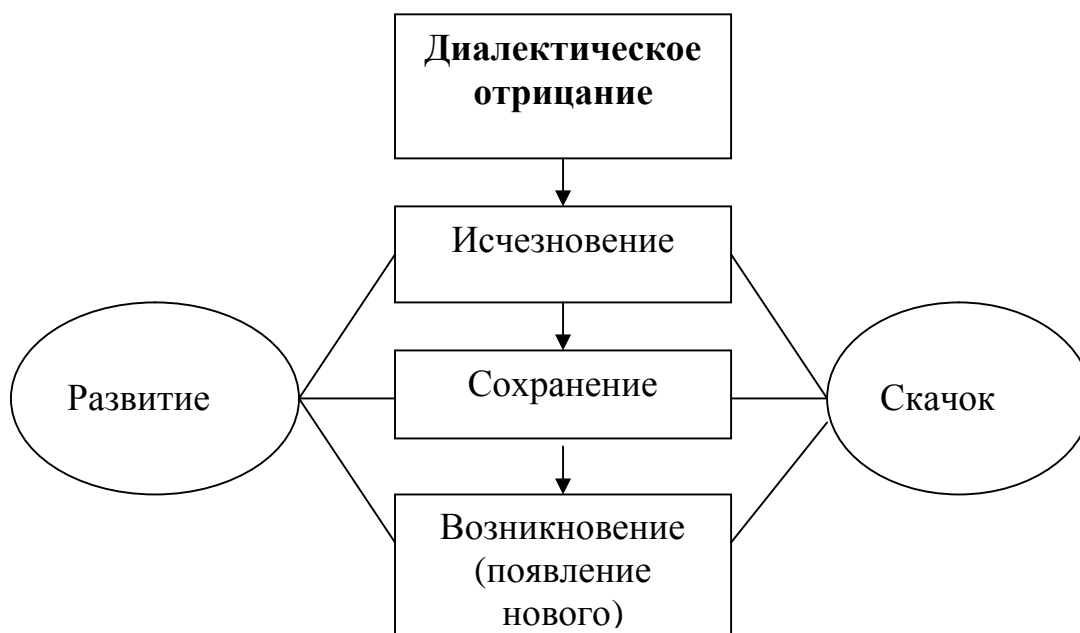 Диалектическое
отрицание
Исчезновение
Развитие
Сохранение
Скачок
Возникновение
(появление
нового)